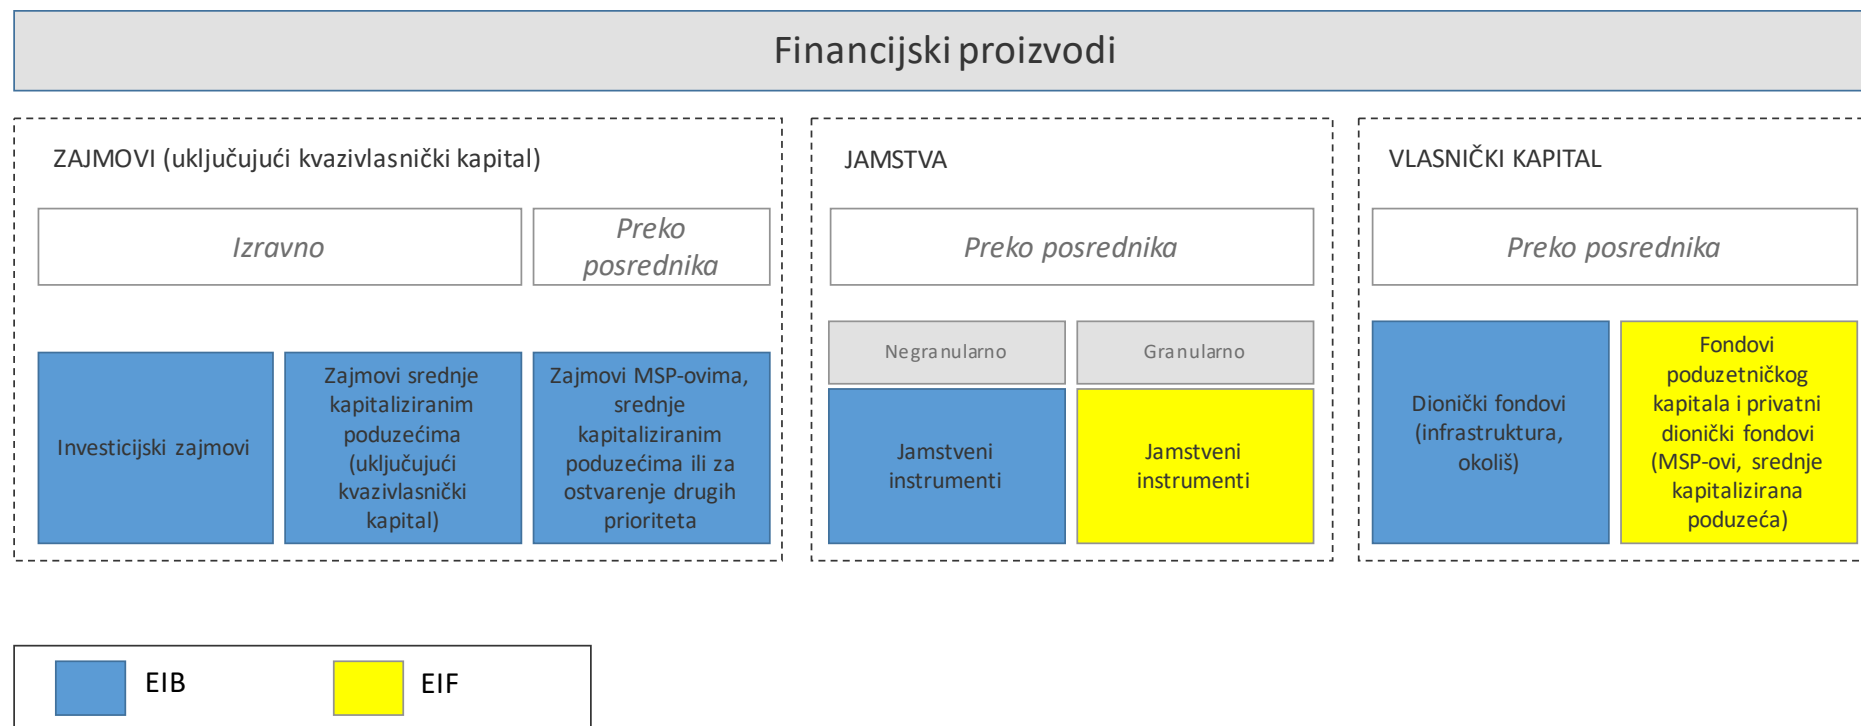 Financijski proizvodi
ZAJMOVI (uključujući kvazivlasnički kapital)
Izravno
Preko
posrednika
Investicijski zajmovi
Zajmovi srednje
kapitaliziranim
poduzećima
(uključujući
kvazivlasnički
kapital)
Zajmovi MSP-ovima,
srednje
kapitaliziranim
poduzećima ili za
ostvarenje drugih
prioriteta
JAMSTVA
Preko posrednika
Negranularno
Granularno
Jamstveni
instrumenti
Jamstveni
instrumenti
VLASNIČKI KAPITAL
Preko posrednika
Dionički fondovi
(infrastruktura,
okoliš)
Fondovi
poduzetničkog
kapitala i privatni
dionički fondovi
(MSP-ovi, srednje
kapitalizirana
poduzeća)
EIB
EIF